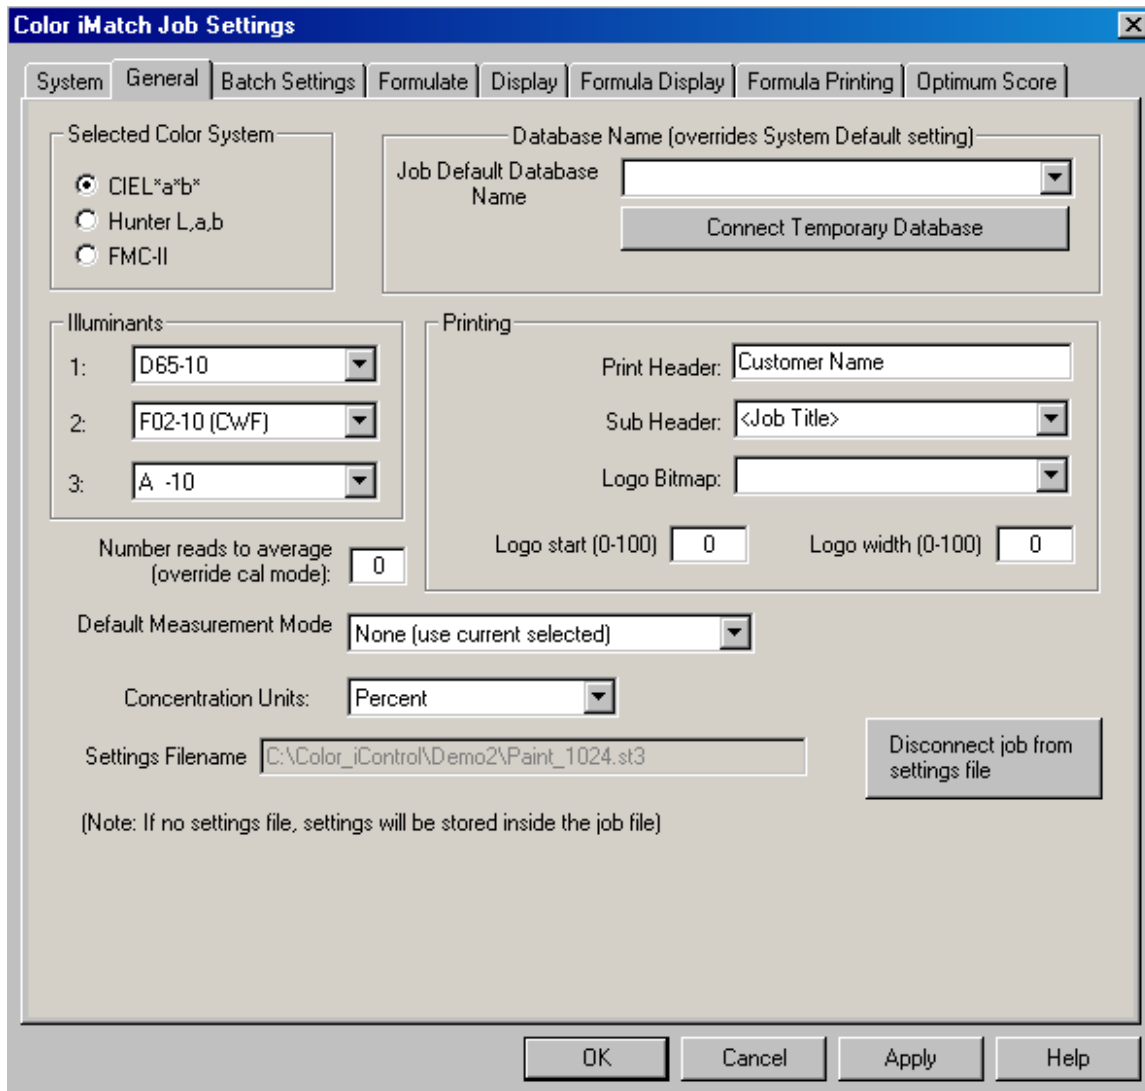 Color iMatch Job Settings
System General Batch Settings Formulate Display Formula Display Formula Printing Optimum Score
Selected Color System
CIEL*a*b*
Hunter L,a,b
FMC-II
Database Name (overrides System Default setting)
Job Default Database
Name
Connect Temporary Database
Illuminants
1: D65-10
2: F02-10 (CWF)
3: A -10
Printing
Print Header: Customer Name
Sub Header: <Job Title>
Logo Bitmap:
Logo start (0-100) 0 Logo width (0-100) 0
Number reads to average
(override cal mode): 0
Default Measurement Mode None (use current selected)
Concentration Units: Percent
Settings Filename C:\Color_iControl\Demo2\Paint_1024.st3
Disconnect job from
settings file
(Note: If no settings file, settings will be stored inside the job file)
OK Cancel Apply Help